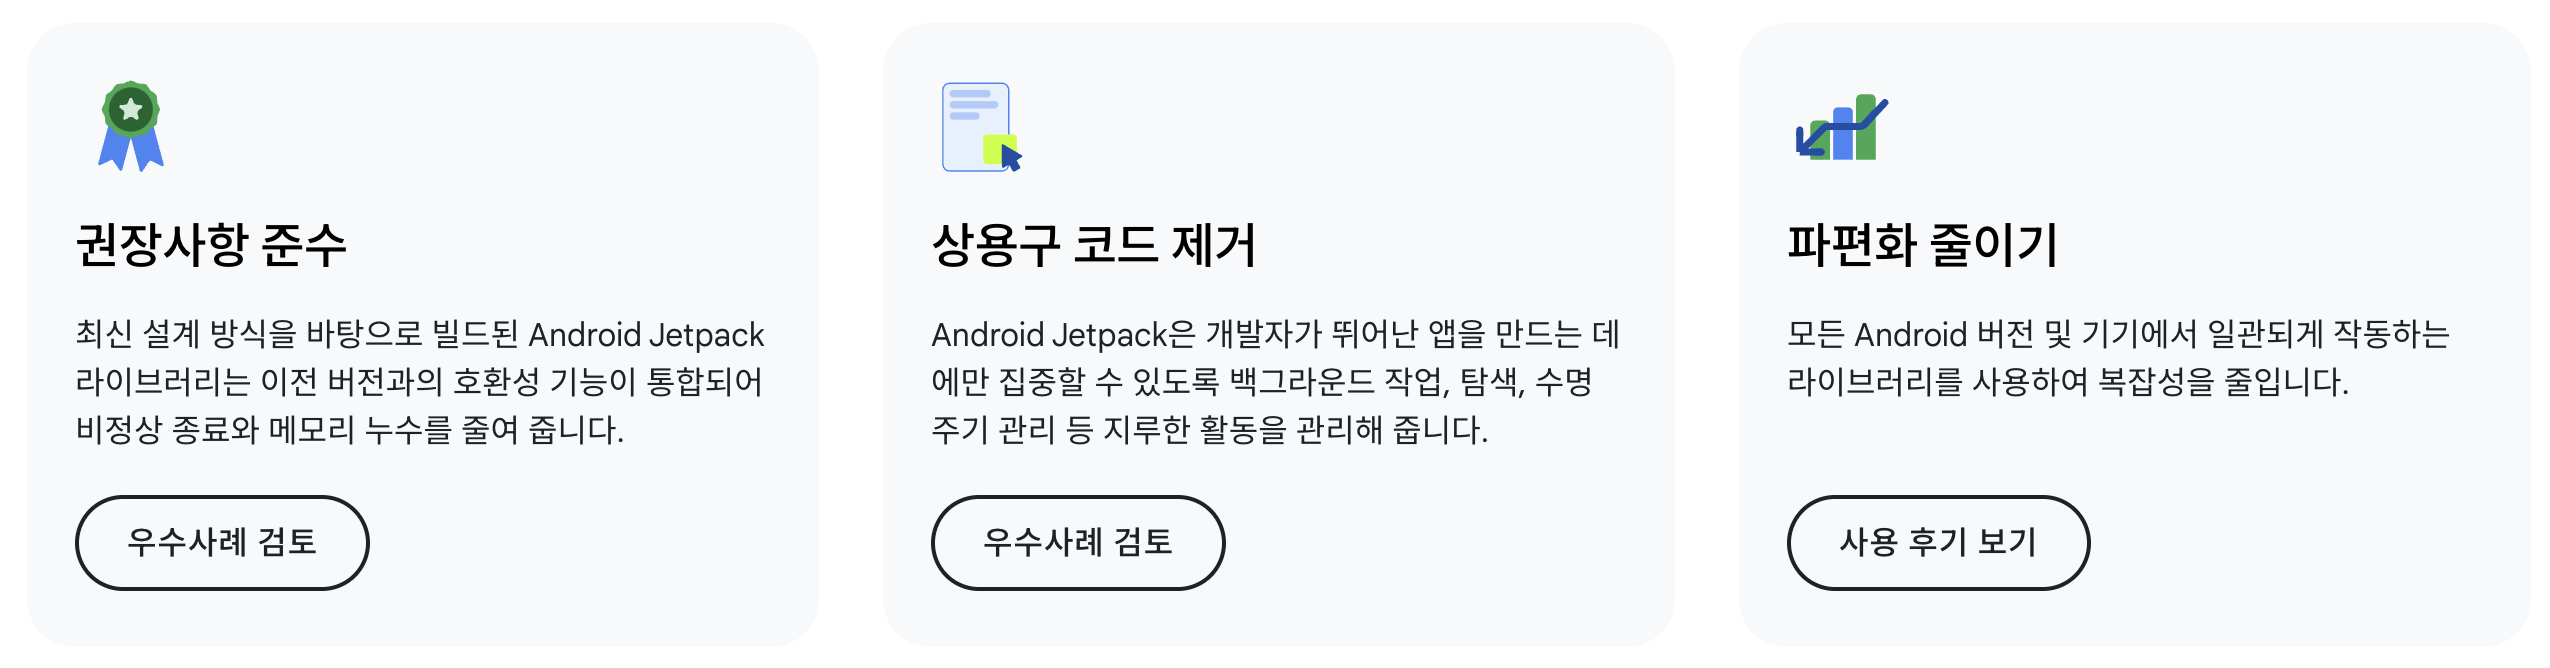 권장사항 준수
최신 설계 방식을 바탕으로 빌드된 Android Jetpack
라이브러리는 이전 버전과의 호환성 기능이 통합되어
비정상 종료와 메모리 누수를 줄여 줍니다.
우수사례 검토
상용구 코드 제거
Android Jetpack은 개발자가 뛰어난 앱을 만드는 데
에만 집중할 수 있도록 백그라운드 작업, 탐색, 수명
주기 관리 등 지루한 활동을 관리해 줍니다.
우수사례 검토
파편화 줄이기
모든 Android 버전 및 기기에서 일관되게 작동하는
라이브러리를 사용하여 복잡성을 줄입니다.
사용 후기 보기